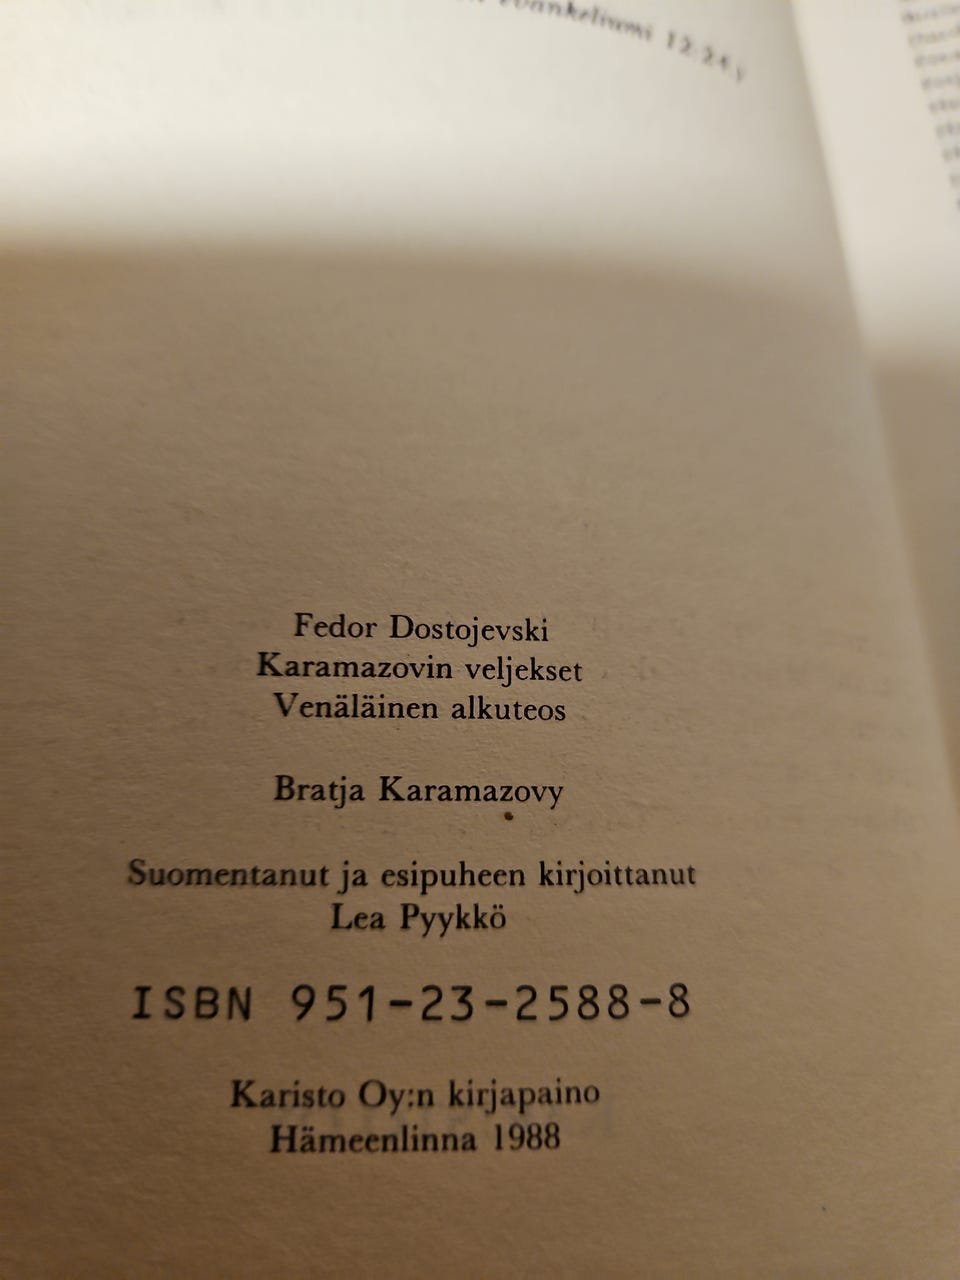 evankeliumi 12:24.)
Fedor Dostojevski
Karamazovin veljekset
Venäläinen alkuteos
Bratja Karamazovy
Suomentanut ja esipuheen kirjoittanut
Lea Pyykkö
ISBN 951-23-2588-8
Karisto Oy:n kirjapaino
Hämeenlinna 1988